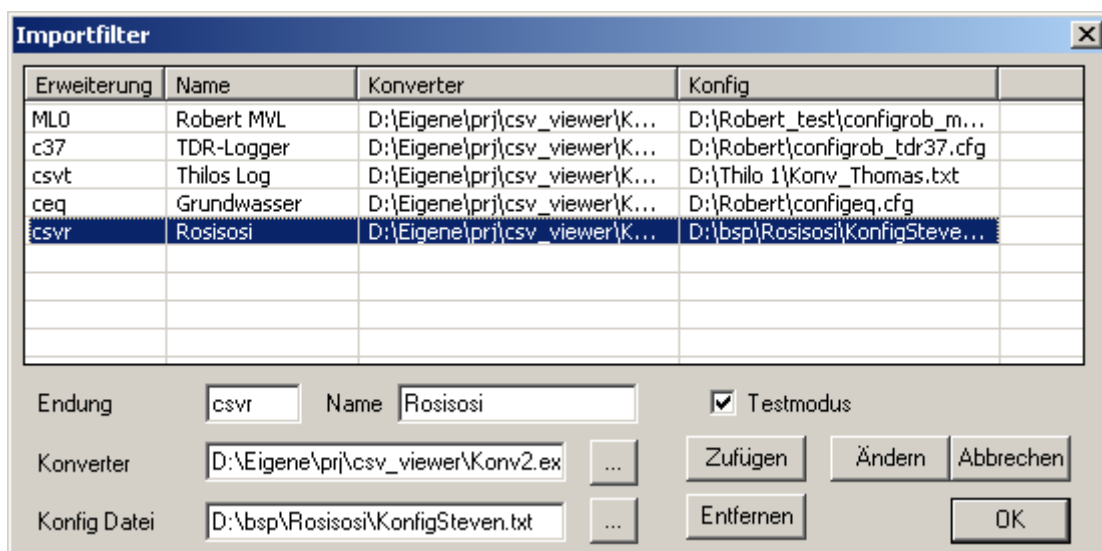 Importfilter
Erweiterung Name Konverter Konfig
ML0 Robert MVL D:\Eigene\prj\csv_viewer\K... D:\Robert_test\configrob_m...
c37 TDR-Logger D:\Eigene\prj\csv_viewer\K... D:\Robert\configrob_tdr37.cfg
csvt Thilos Log D:\Eigene\prj\csv_viewer\K... D:\Thilo 1\Konv_Thomas.txt
ceq Grundwasser D:\Eigene\prj\csv_viewer\K... D:\Robert\configeq.cfg
csvr Rosisosi D:\Eigene\prj\csv_viewer\K... D:\bsp\Rosisosi\KonfigSteve...
Endung csvr Name Rosisosi Testmodus
Konverter D:\Eigene\prj\csv_viewer\Konv2.ex ... Zufügen Ändern Abbrechen
Konfig Datei D:\bsp\Rosisosi\KonfigSteven.txt ... Entfernen OK